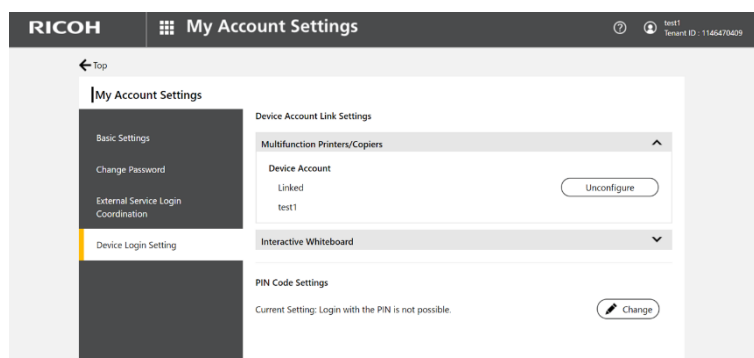 RICOH
My Account Settings
test1
Tenant ID : 1146470409
Top
My Account Settings
Basic Settings
Change Password
External Service Login
Coordination
Device Login Setting
Device Account Link Settings
Multifunction Printers/Copiers
Device Account
Linked
Unconfigure
test1
Interactive Whiteboard
PIN Code Settings
Current Setting: Login with the PIN is not possible.
Change